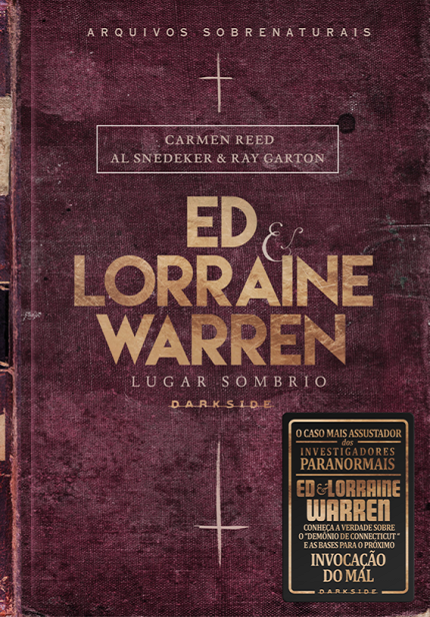 ARQUIVOS SOBRENATURAIS
CARMEN REED
AL SNEDEKER & RAY GARTON
ED &
LORRAINE
WARREN
LUGAR SOMBRIO
DARKSIDE
O CASO MAIS ASSUSTADOR
dos
INVESTIGADORES
PARANORMAIS
ED & LORRAINE
WARREN
CONHEÇA A VERDADE SOBRE
O "DEMÔNIO DE CONNECTICUT"
E AS BASES PARA O PRÓXIMO
INVOCAÇÃO
DO MAL
DARKSIDE